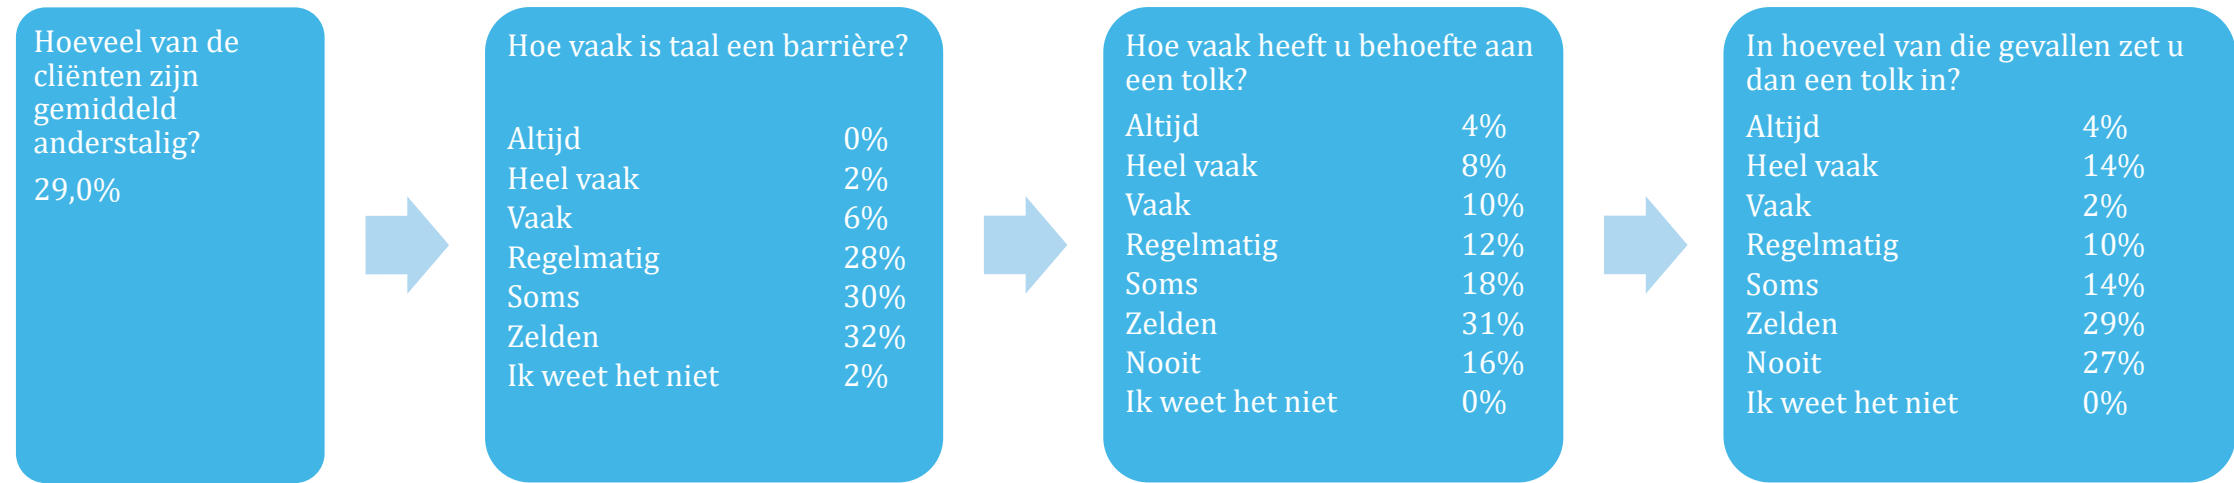 Hoeveel van de
cliënten zijn
gemiddeld
anderstalig?
29,0%
Hoe vaak is taal een barrière?
Altijd 0%
Heel vaak 2%
Vaak 6%
Regelmatig 28%
Soms 30%
Zelden 32%
Ik weet het niet 2%
Hoe vaak heeft u behoefte aan
een tolk?
Altijd 4%
Heel vaak 8%
Vaak 10%
Regelmatig 12%
Soms 18%
Zelden 31%
Nooit 16%
Ik weet het niet 0%
In hoeveel van die gevallen zet u
dan een tolk in?
Altijd 4%
Heel vaak 14%
Vaak 2%
Regelmatig 10%
Soms 14%
Zelden 29%
Nooit 27%
Ik weet het niet 0%